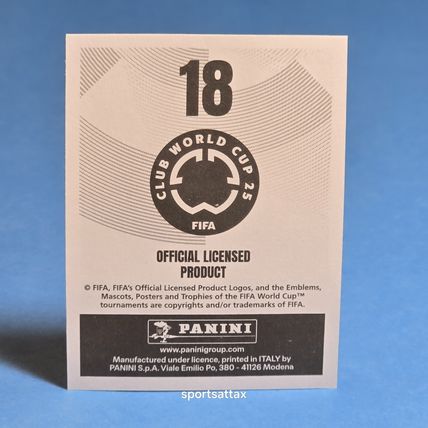 18
CLUB WORLD CUP 25
FIFA
OFFICIAL LICENSED
PRODUCT
© FIFA, FIFA's Official Licensed Product Logos, and the Emblems,
Mascots, Posters and Trophies of the FIFA World Cup™
tournaments are copyrights and/or trademarks of FIFA.
PANINI
www.paninigroup.com
Manufactured under licence, printed in ITALY by
PANINI S.p.A. Viale Emilio Po, 380 - 41126 Modena
sportsattax